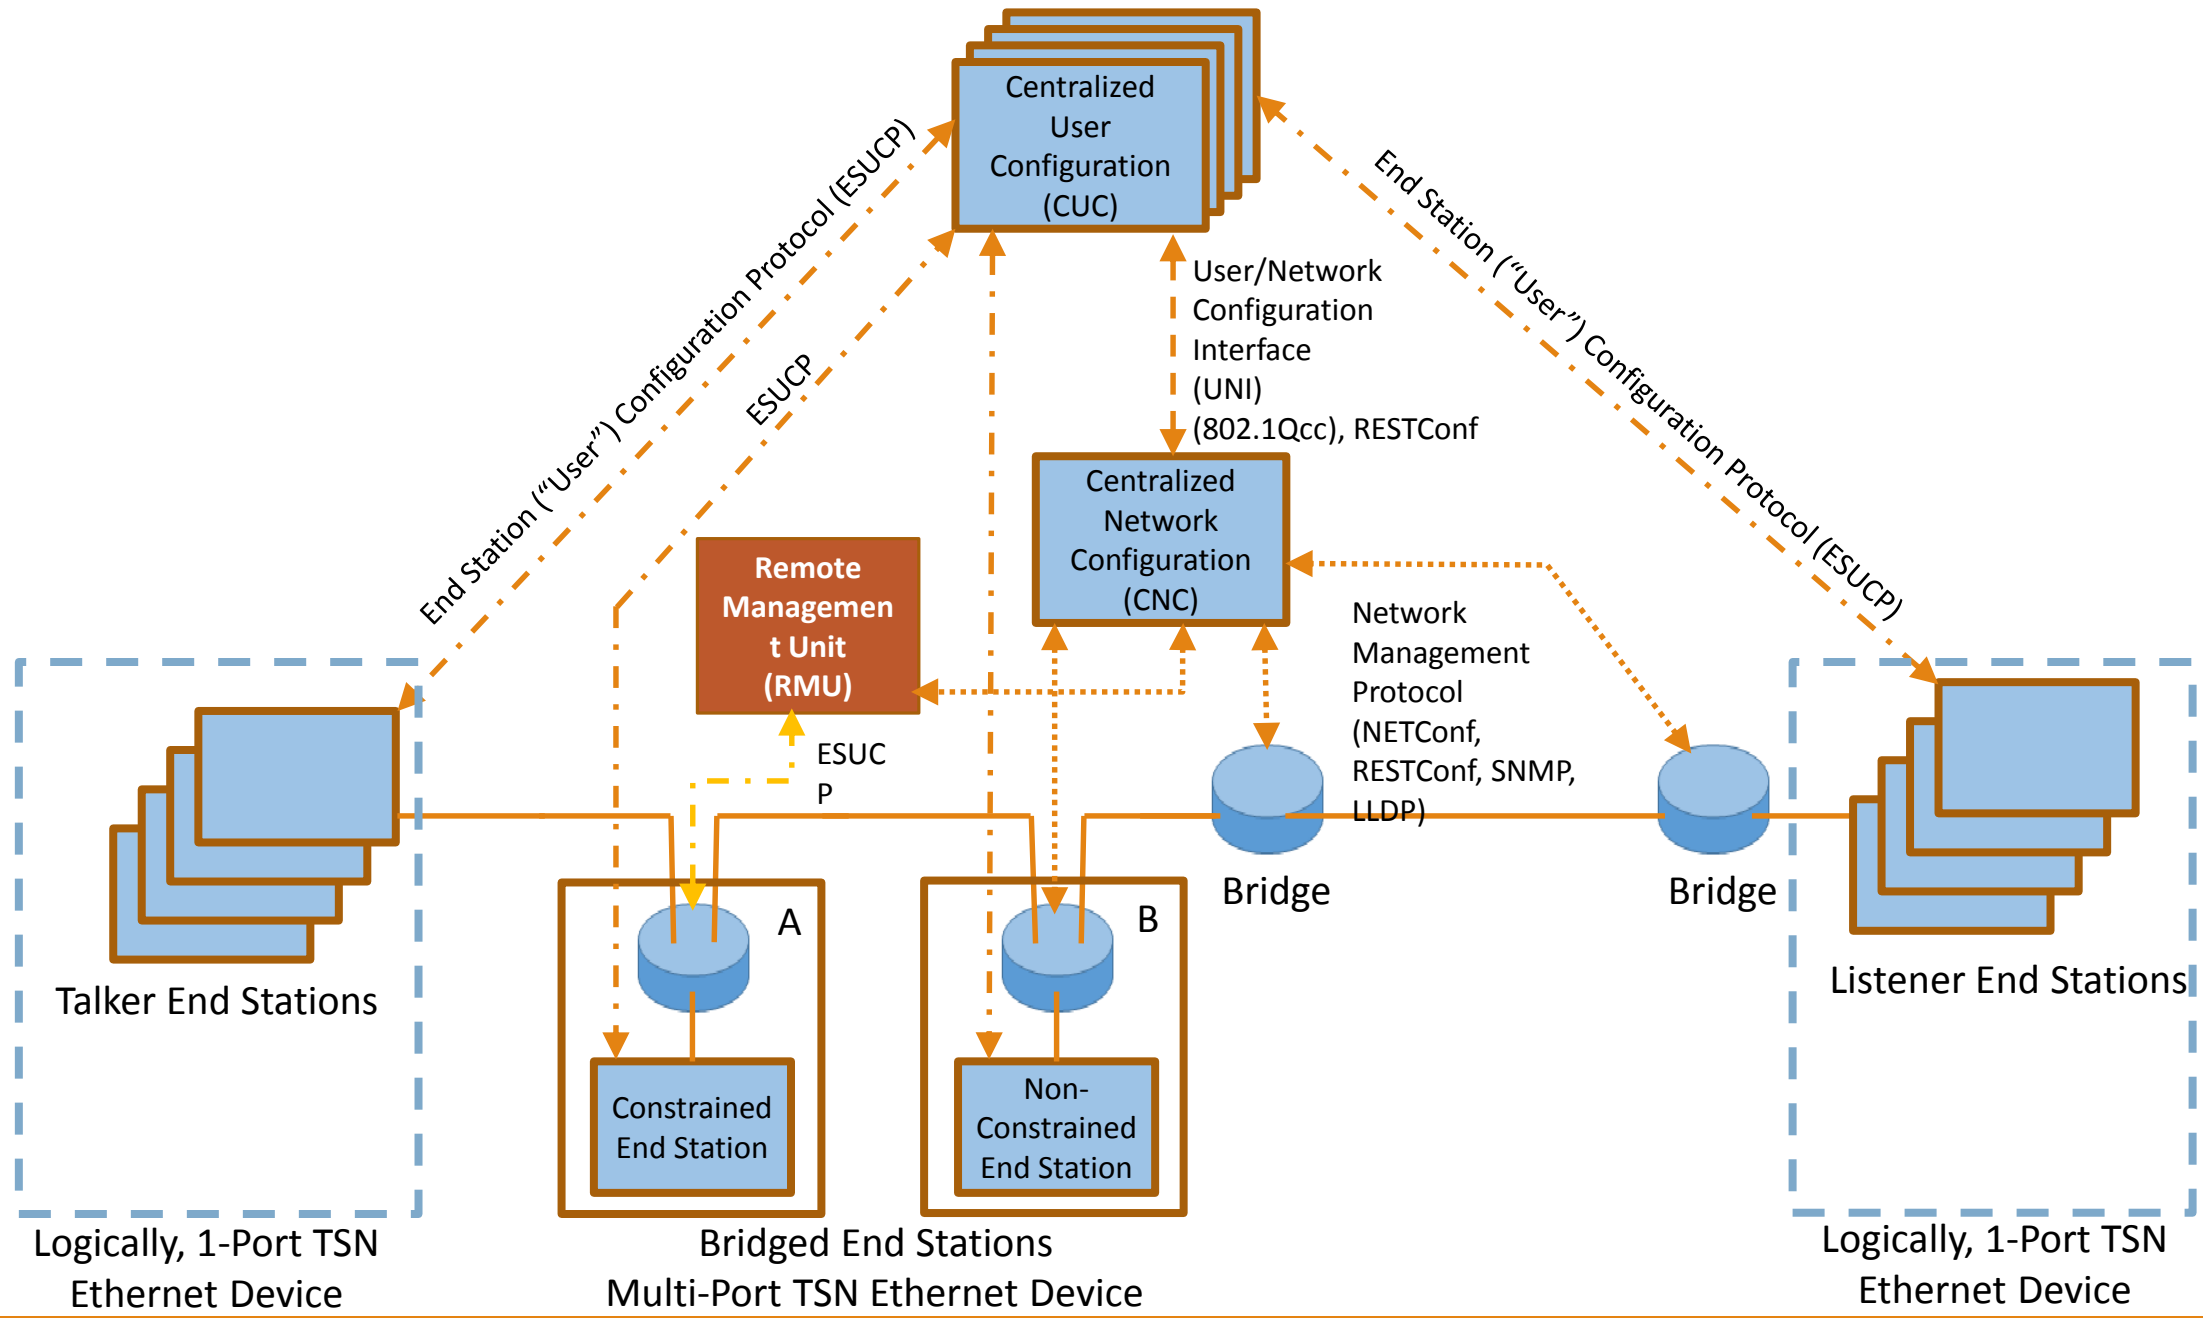 Centralized
User
Configuration
(CUC)
End Station (“User”) Configuration Protocol (ESUCP)
ESUCP
User/Network
Configuration
Interface
(UNI)
(802.1Qcc), RESTConf
End Station (“User”) Configuration Protocol (ESUCP)
Centralized
Network
Configuration
(CNC)
Remote
Managemen
t Unit
(RMU)
Network
Management
Protocol
(NETConf,
RESTConf, SNMP,
LLDP)
ESUC
P
Bridge
Bridge
A
B
Talker End Stations
Listener End Stations
Constrained
End Station
Non-
Constrained
End Station
Logically, 1-Port TSN
Ethernet Device
Bridged End Stations
Multi-Port TSN Ethernet Device
Logically, 1-Port TSN
Ethernet Device